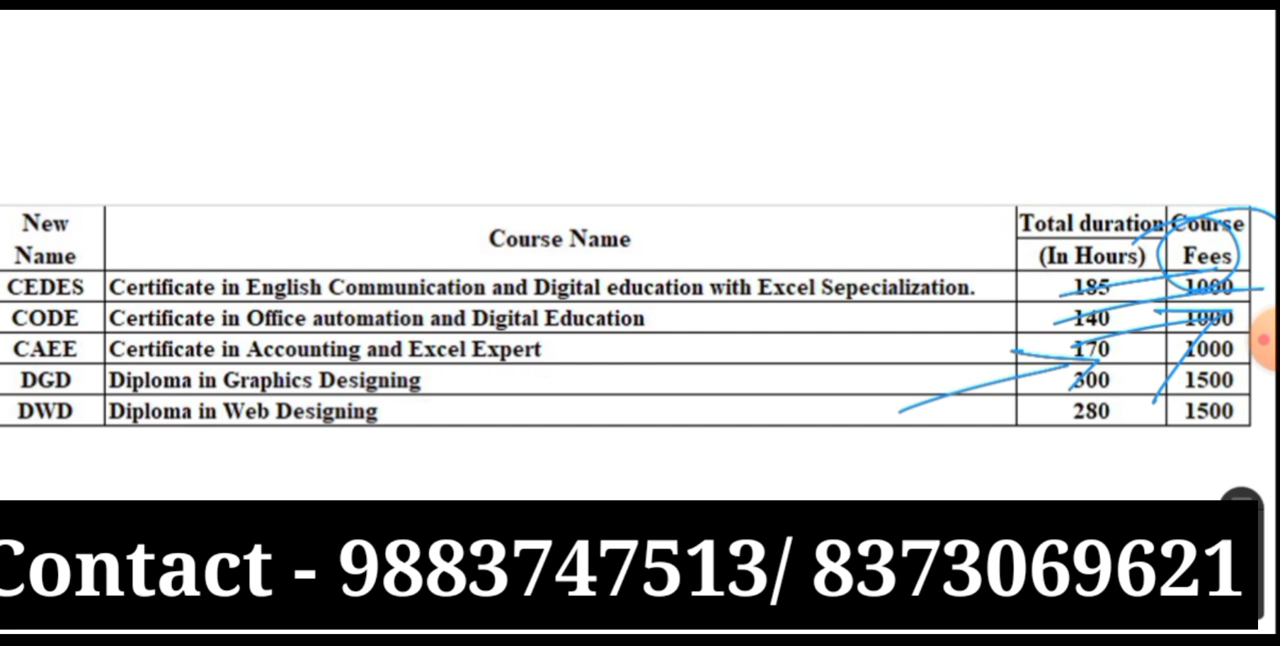 New Name Course Name Total duration (In Hours) Course Fees
CEDES Certificate in English Communication and Digital education with Excel Sepecialization. 185 1000
CODE Certificate in Office automation and Digital Education 140 1000
CAEE Certificate in Accounting and Excel Expert 170 1000
DGD Diploma in Graphics Designing 300 1500
DWD Diploma in Web Designing 280 1500
Contact - 9883747513/ 8373069621